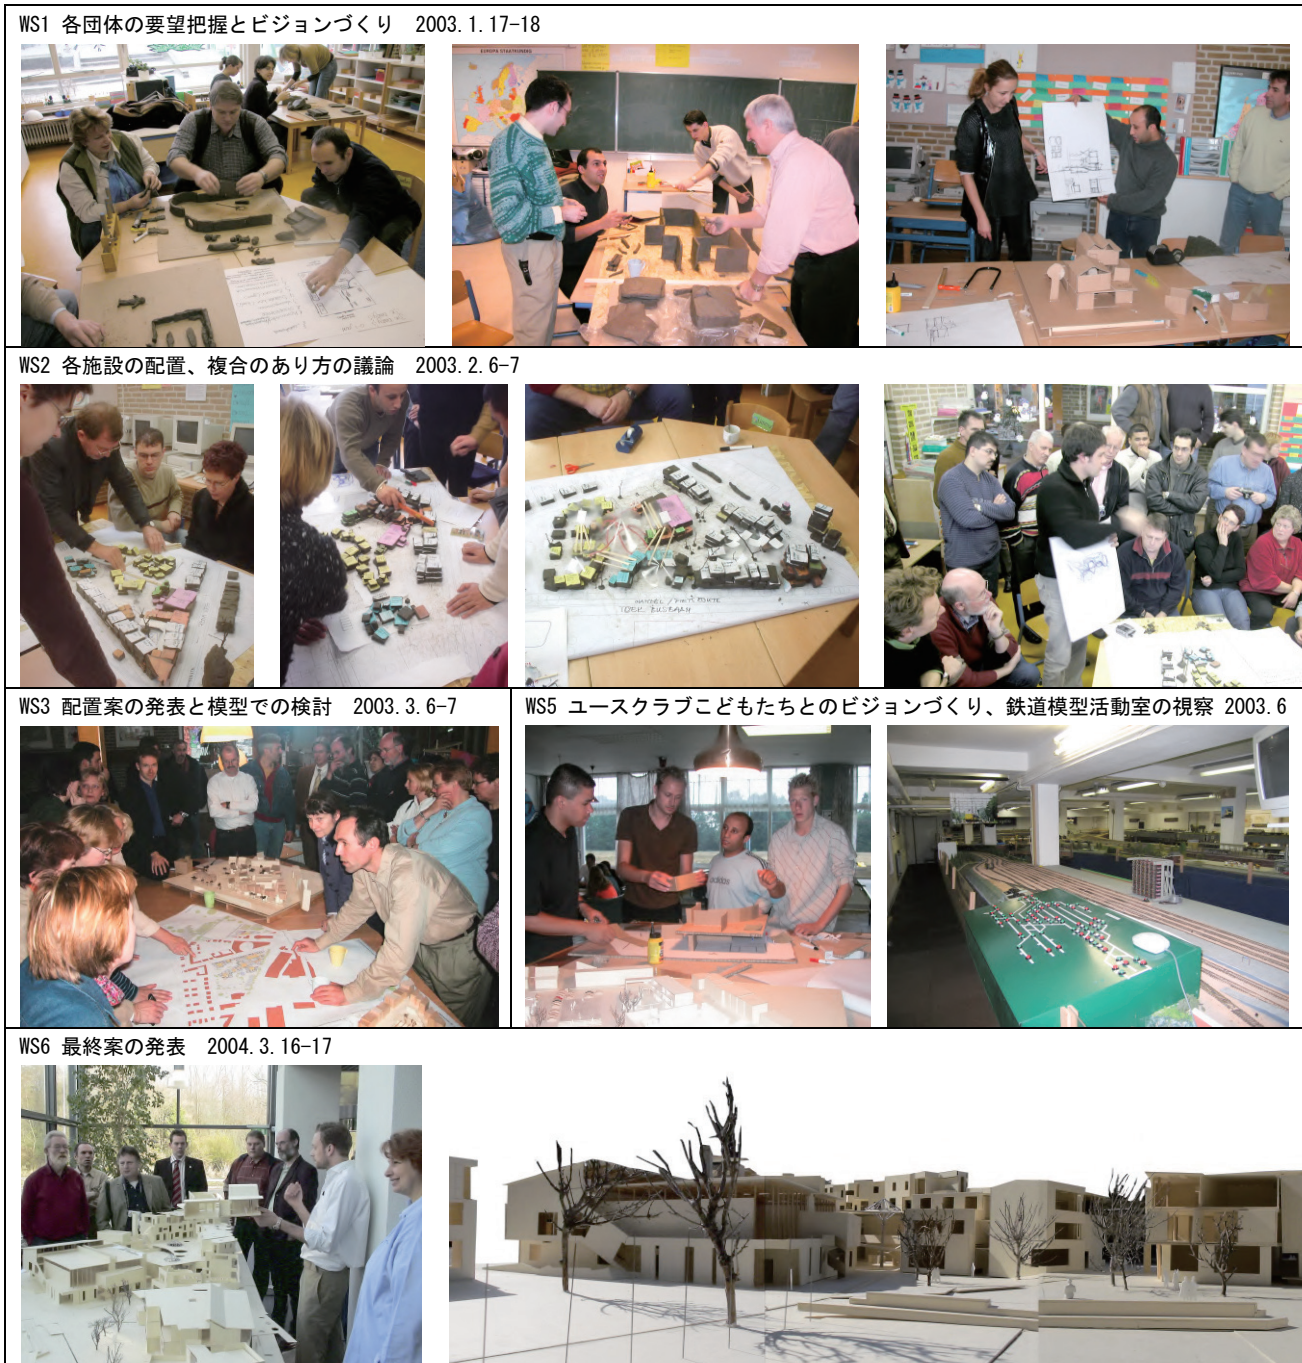 WS1 各団体の要望把握とビジョンづくり 2003.1.17-18
EUROPA STAATKUNDIG
WS2 各施設の配置、複合のあり方の議論 2003.2.6-7
WS3 配置案の発表と模型での検討 2003.3.6-7
WS5 ユースクラブこどもたちとのビジョンづくり、鉄道模型活動室の視察 2003.6
WS6 最終案の発表 2004.3.16-17